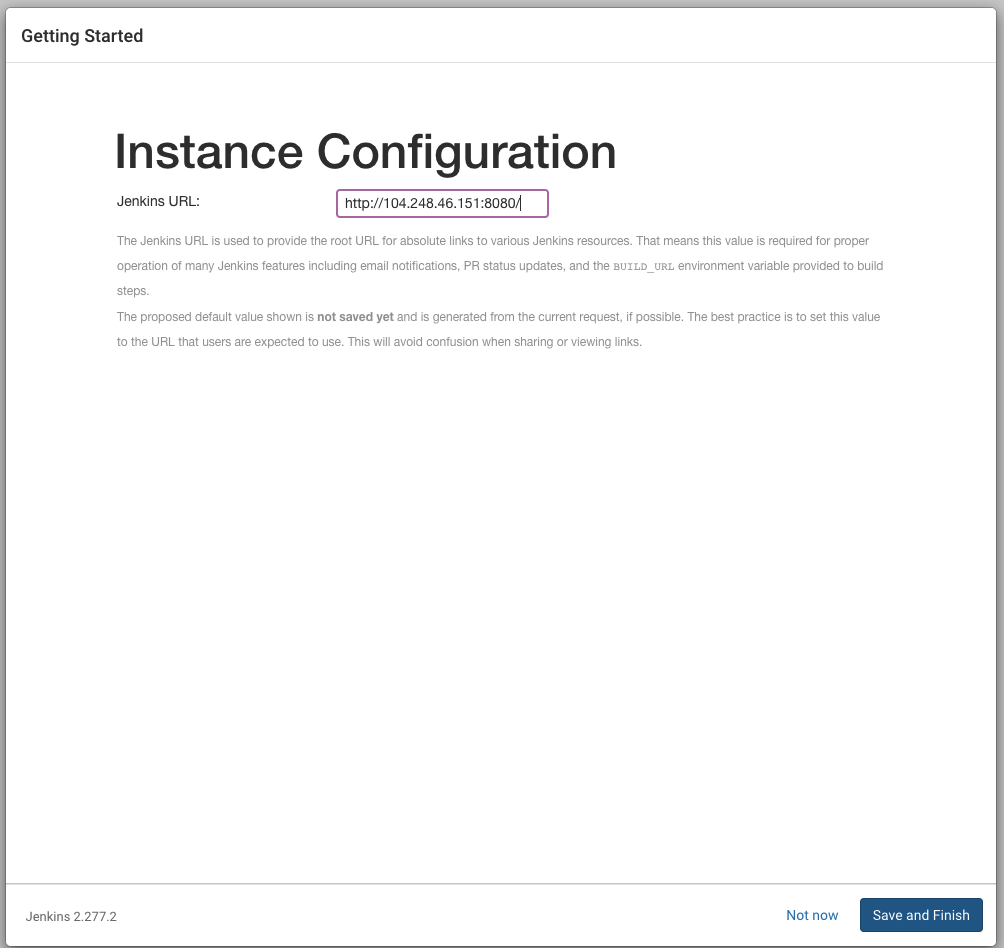 Getting Started
Instance Configuration
Jenkins URL:
http://104.248.46.151:8080/
The Jenkins URL is used to provide the root URL for absolute links to various Jenkins resources. That means this value is required for proper
operation of many Jenkins features including email notifications, PR status updates, and the BUILD_URL environment variable provided to build
steps.
The proposed default value shown is not saved yet and is generated from the current request, if possible. The best practice is to set this value
to the URL that users are expected to use. This will avoid confusion when sharing or viewing links.
Jenkins 2.277.2
Not now
Save and Finish